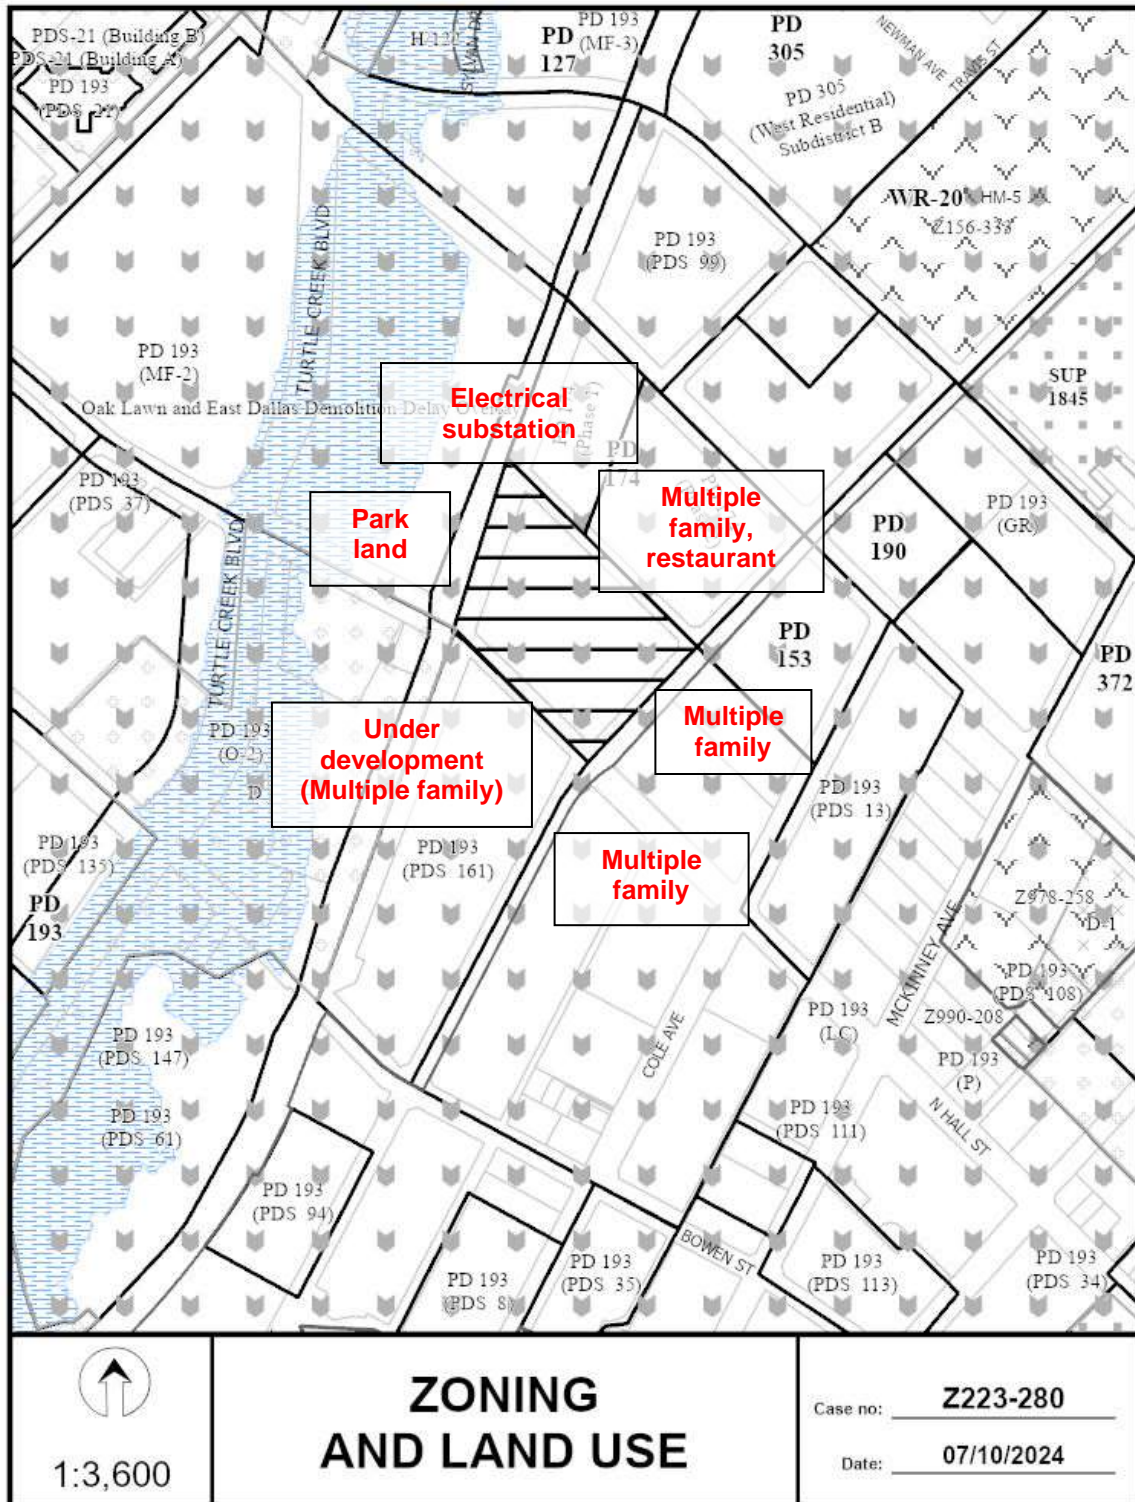 PDS-21 (Building B)
PDS-21 (Building A)
PD 193
(PDS 21)
H/122
SYLVAN DR
PD
127
PD 193
(MF-3)
PD
305
NEWMAN AVE
TRAVIS ST
PD 305
(West Residential)
Subdistrict B
WR-20
HM-5
Z156-333
PD 193
(PDS 99)
TURTLE CREEK BLVD
PD 193
(MF-2)
Oak Lawn and East Dallas Demolition Delay Overlay
SUP
1845
Electrical
substation
(Phase 1)
PD
174
PD 193
(PDS 37)
Park
land
Multiple
family,
restaurant
PD
190
PD 193
(GR)
TURTLE CREEK BLVD
PD
153
PD
372
PD 193
(O-2)
D
Under
development
(Multiple family)
Multiple
family
PD 193
(PDS 13)
PD 193
(PDS 135)
PD
193
PD 193
(PDS 161)
Multiple
family
Z978-258
D-1
MCKINNEY AVE
PD 193
(PDS 108)
PD 193
(LC)
Z990-208
PD 193
(P)
PD 193
(PDS 147)
COLE AVE
PD 193
(PDS 61)
PD 193
(PDS 111)
N HALL ST
PD 193
(PDS 94)
BOWEN ST
PD 193
(PDS 8)
PD 193
(PDS 35)
PD 193
(PDS 113)
PD 193
(PDS 34)
1:3,600
ZONING
AND LAND USE
Case no: Z223-280
Date: 07/10/2024